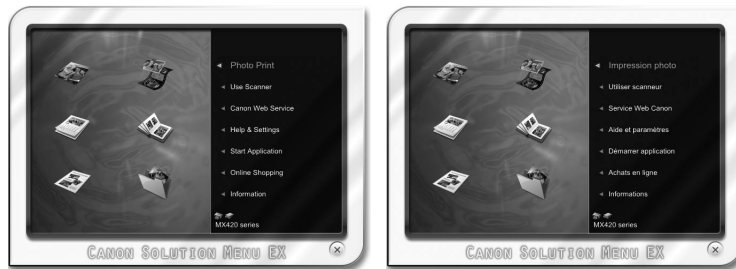 Photo Print
Use Scanner
Canon Web Service
Help & Settings
Start Application
Online Shopping
Information
MX420 series
Canon Solution Menu EX
Impression photo
Utiliser scanneur
Service Web Canon
Aide et paramètres
Démarrer application
Achats en ligne
Informations
MX420 series
Canon Solution Menu EX